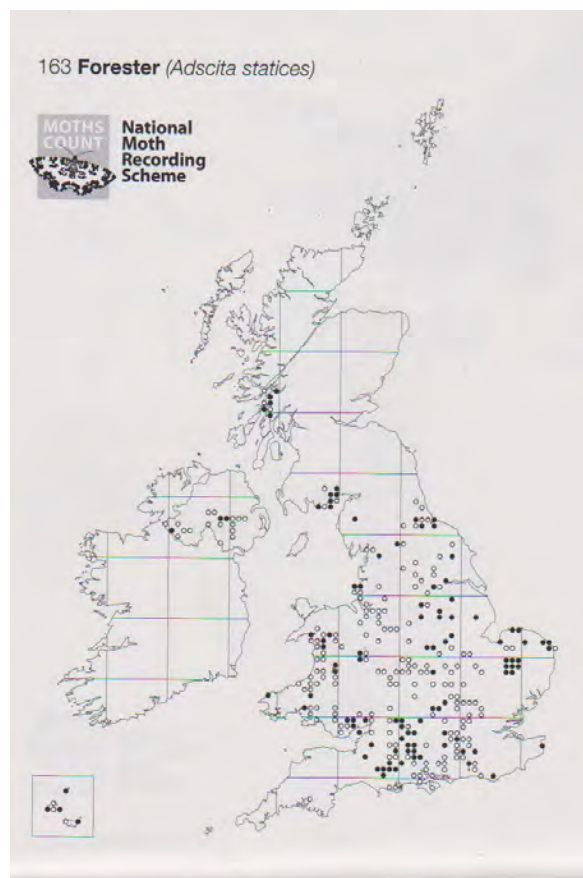 163 Forester (Adscita statices)
MOTHS
COUNT
National
Moth
Recording
Scheme